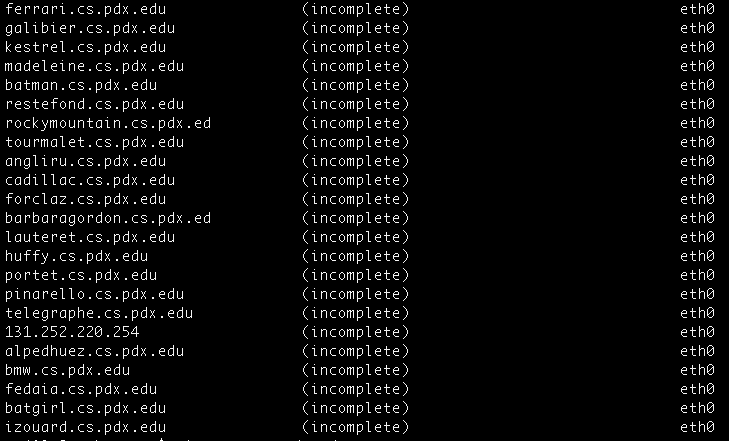 ferrari.cs.pdx.edu (incomplete) eth0
galibier.cs.pdx.edu (incomplete) eth0
kestrel.cs.pdx.edu (incomplete) eth0
madeleine.cs.pdx.edu (incomplete) eth0
batman.cs.pdx.edu (incomplete) eth0
restefond.cs.pdx.edu (incomplete) eth0
rockymountain.cs.pdx.ed (incomplete) eth0
tourmalet.cs.pdx.edu (incomplete) eth0
angliru.cs.pdx.edu (incomplete) eth0
cadillac.cs.pdx.edu (incomplete) eth0
forclaz.cs.pdx.edu (incomplete) eth0
barbaragordon.cs.pdx.ed (incomplete) eth0
lauteret.cs.pdx.edu (incomplete) eth0
huffy.cs.pdx.edu (incomplete) eth0
portet.cs.pdx.edu (incomplete) eth0
pinarello.cs.pdx.edu (incomplete) eth0
telegraphe.cs.pdx.edu (incomplete) eth0
131.252.220.254 (incomplete) eth0
alpedhuez.cs.pdx.edu (incomplete) eth0
bmw.cs.pdx.edu (incomplete) eth0
fedaia.cs.pdx.edu (incomplete) eth0
batgirl.cs.pdx.edu (incomplete) eth0
izouard.cs.pdx.edu (incomplete) eth0